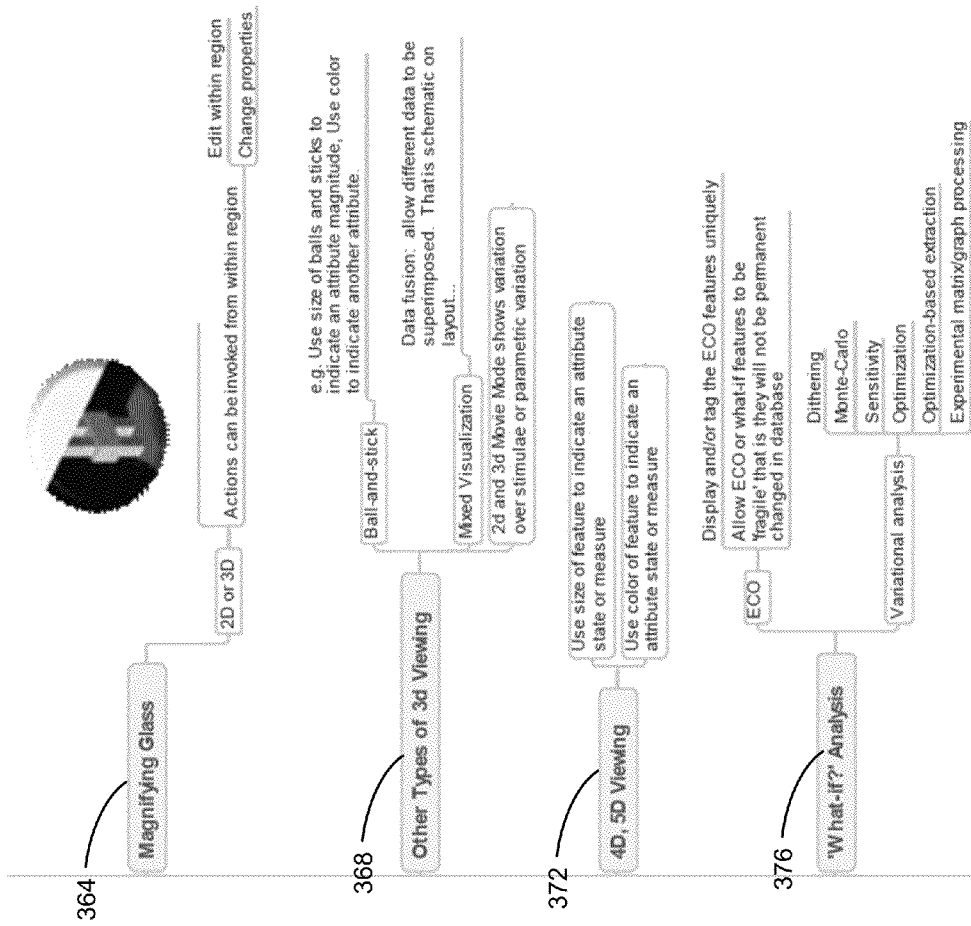 364
Magnifying Glass
2D or 3D
Actions can be invoked from within region
Edit within region
Change properties
368
Other Types of 3d Viewing
Ball-and-stick
e.g. Use size of balls and sticks to
indicate an attribute magnitude, Use color
to indicate another attribute.
Mixed Visualization
Data fusion: allow different data to be
superimposed. That is schematic on
layout...
2d and 3d Movie Mode shows variation
over stimulae or parametric variation
372
4D, 5D Viewing
Use size of feature to indicate an attribute
state or measure
Use color of feature to indicate an
attribute state or measure
376
'What-if?' Analysis
ECO
Display and/or tag the ECO features uniquely
Allow ECO or what-if features to be
'fragile' that is they will not be permanent
changed in database
Variational analysis
Dithering
Monte-Carlo
Sensitivity
Optimization
Optimization-based extraction
Experimental matrix/graph processing